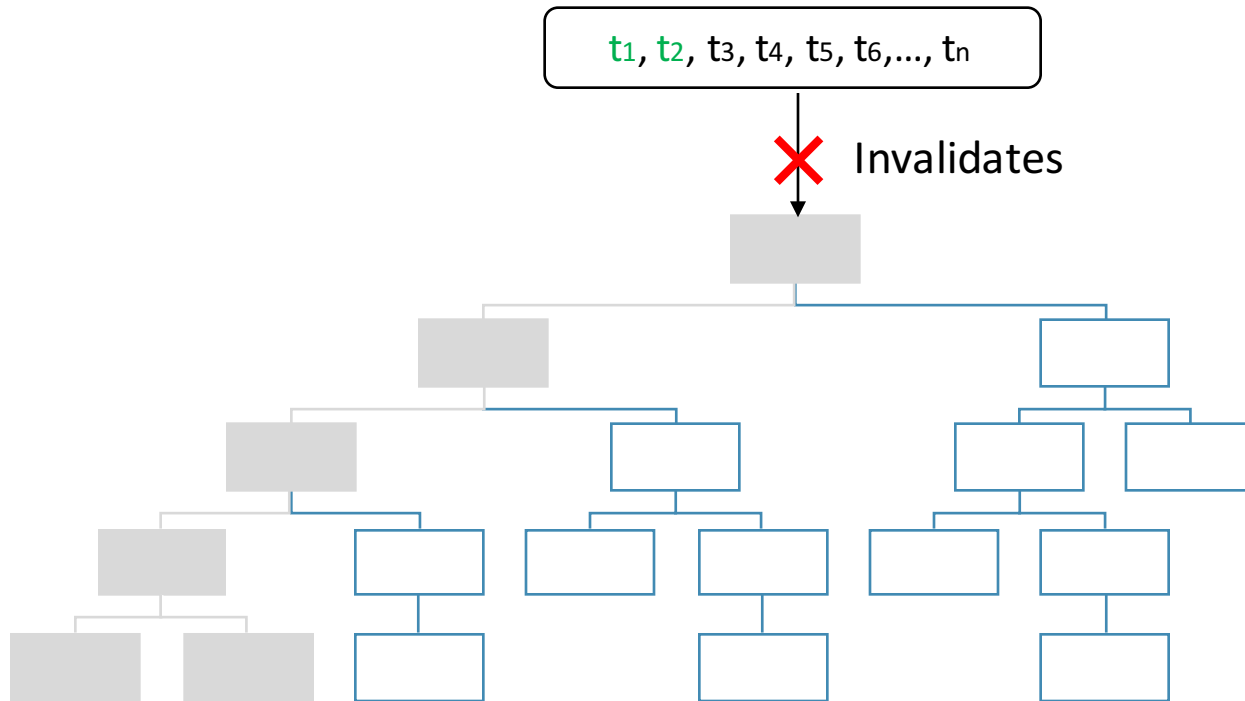 t1, t2, t3, t4, t5, t6,..., tn
Invalidates